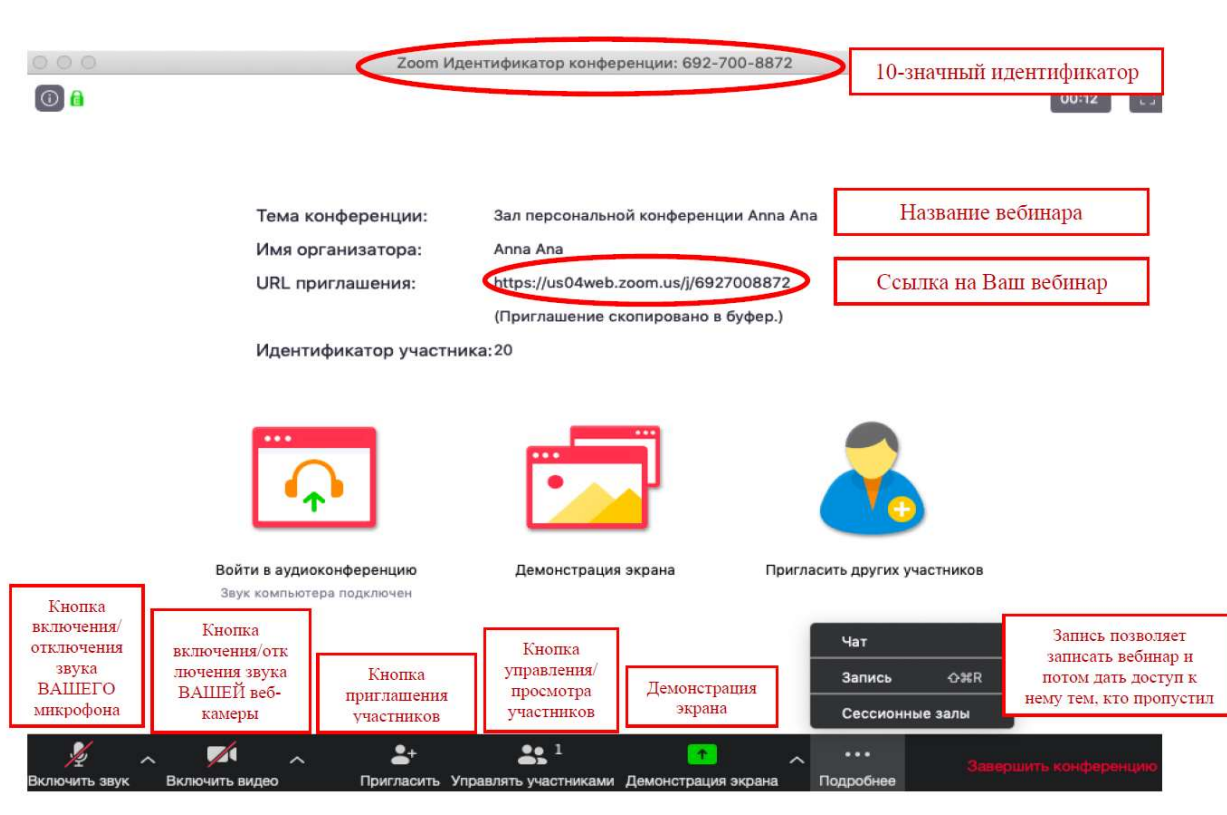 Zoom Идентификатор конференции: 692-700-8872
10-значный идентификатор
00:12
Тема конференции:
Зал персональной конференции Anna Ana
Название вебинара
Имя организатора:
Anna Ana
URL приглашения:
https://us04web.zoom.us/j/6927008872
Ссылка на Ваш вебинар
(Приглашение скопировано в буфер.)
Идентификатор участника:
20
Войти в аудиоконференцию
Звук компьютера подключен
Демонстрация экрана
Пригласить других участников
Кнопка
включения/
отключения
звука
ВАШЕГО
микрофона
Кнопка
включения/отк
лючения звука
ВАШЕЙ веб-
камеры
Кнопка
приглашения
участников
Кнопка
управления/
просмотра
участников
Демонстрация
экрана
Чат
Запись ⇧⌘R
Сессионные залы
Запись позволяет
записать вебинар и
потом дать доступ к
нему тем, кто пропустил
1
Включить звук
Включить видео
Пригласить
Управлять участниками
Демонстрация экрана
Подробнее
Завершить конференцию